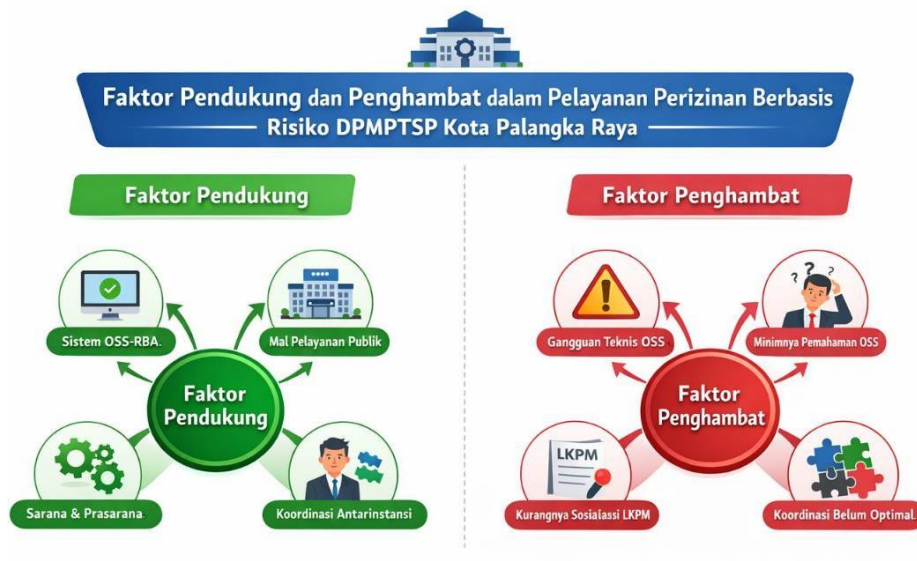 Faktor Pendukung dan Penghambat dalam Pelayanan Perizinan Berbasis
Risiko DPMPTSP Kota Palangka Raya
Faktor Pendukung
Sistem OSS-RBA.
Mal Pelayanan Publik
Faktor
Pendukung
Sarana & Prasarana.
Koordinasi Antarinstansi
Faktor Penghambat
Gangguan Teknis OSS
? ? ?
Minimnya Pemahaman OSS
Faktor
Penghambat
LKPM
Kurangnya Sosialassi LKPM
Koordinasi Belum Optimal.